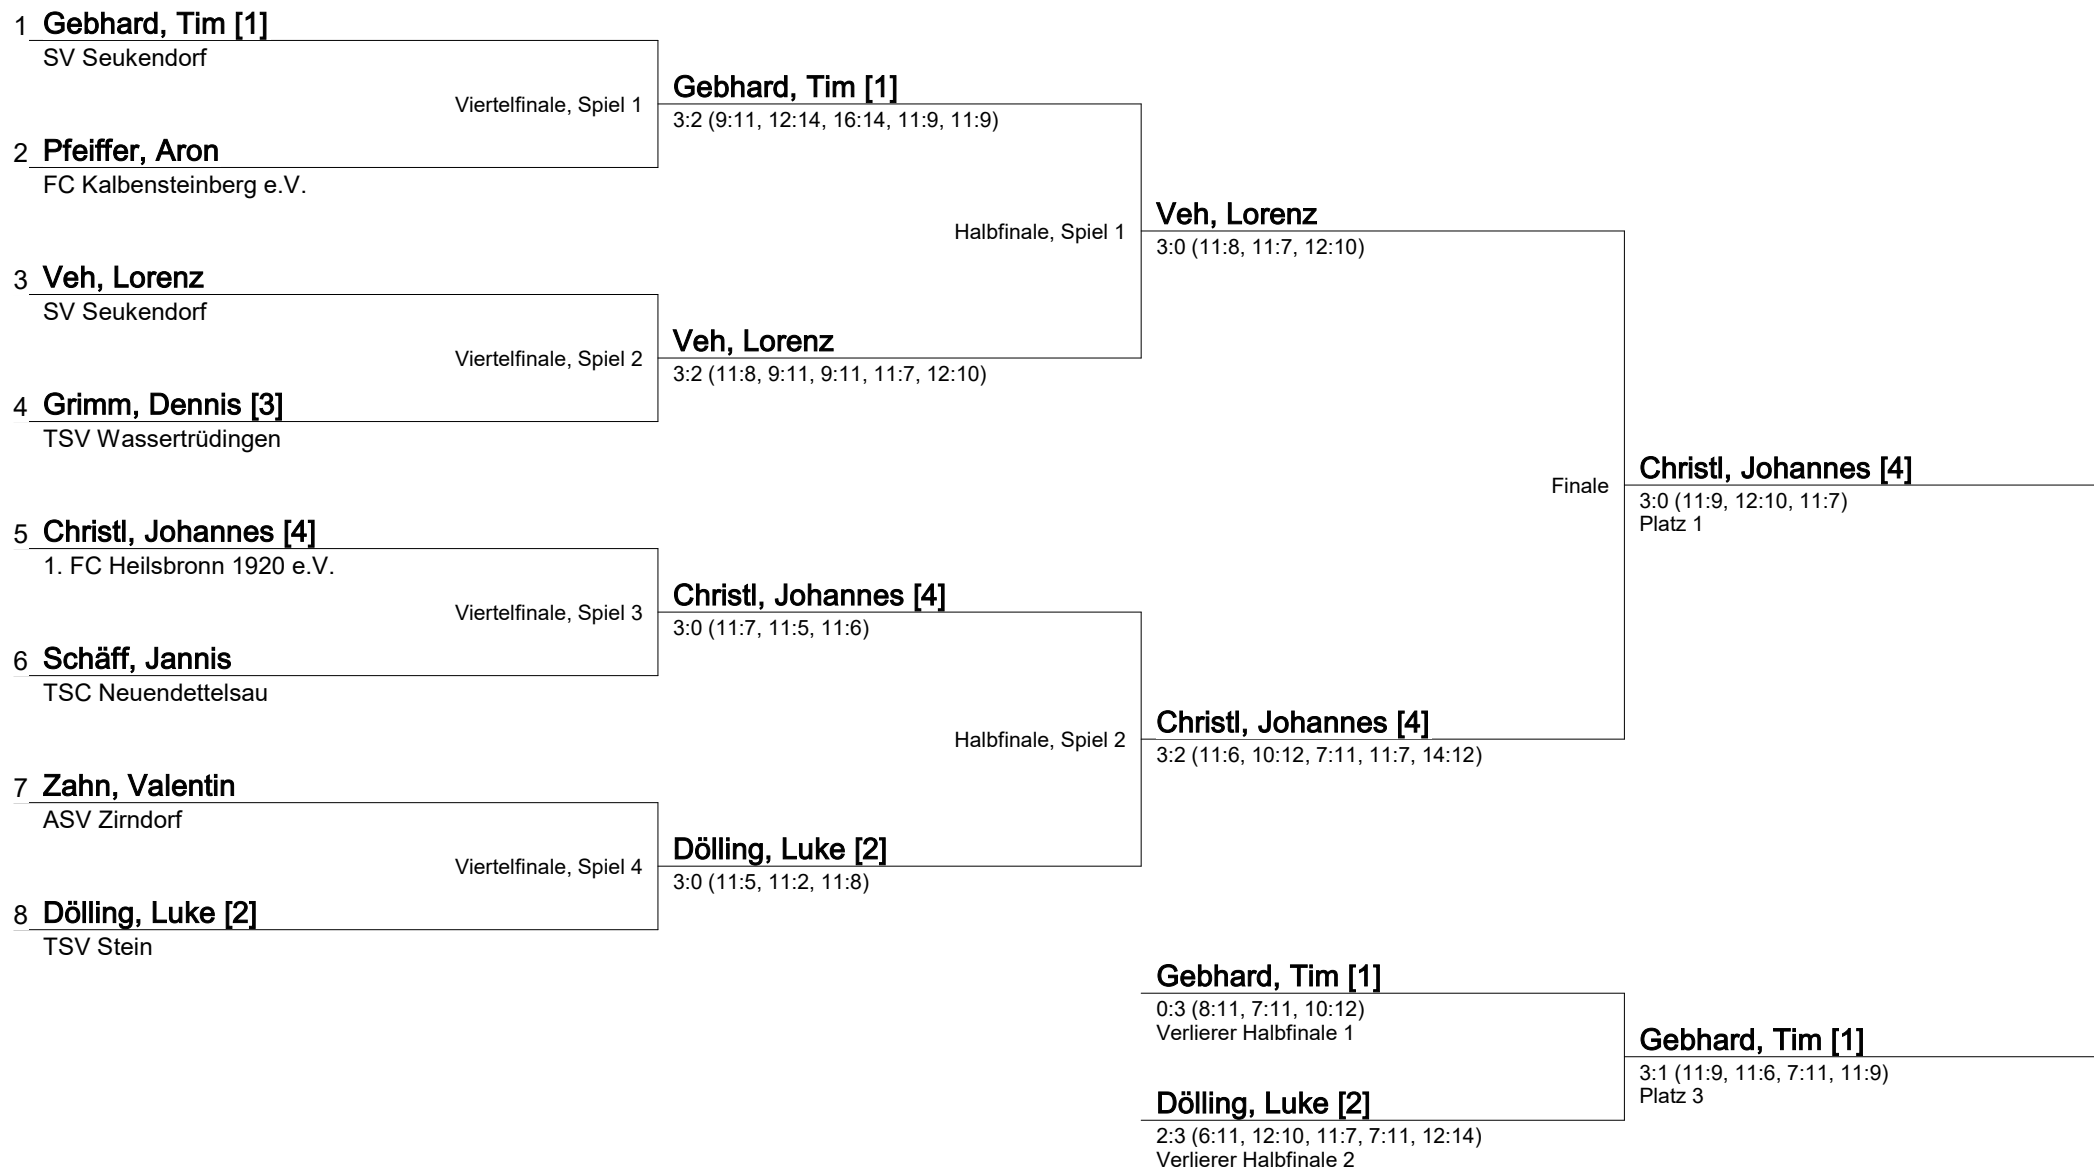 1 Gebhard, Tim [1]
SV Seukendorf
Viertelfinale, Spiel 1
Gebhard, Tim [1]
3:2 (9:11, 12:14, 16:14, 11:9, 11:9)
2 Pfeiffer, Aron
FC Kalbensteinberg e.V.
Halbfinale, Spiel 1
Veh, Lorenz
3:0 (11:8, 11:7, 12:10)
3 Veh, Lorenz
SV Seukendorf
Viertelfinale, Spiel 2
Veh, Lorenz
3:2 (11:8, 9:11, 9:11, 11:7, 12:10)
4 Grimm, Dennis [3]
TSV Wassertrüdingen
Finale
Christl, Johannes [4]
3:0 (11:9, 12:10, 11:7)
Platz 1
5 Christl, Johannes [4]
1. FC Heilsbronn 1920 e.V.
Viertelfinale, Spiel 3
Christl, Johannes [4]
3:0 (11:7, 11:5, 11:6)
6 Schäff, Jannis
TSC Neuendettelsau
Halbfinale, Spiel 2
Christl, Johannes [4]
3:2 (11:6, 10:12, 7:11, 11:7, 14:12)
7 Zahn, Valentin
ASV Zirndorf
Viertelfinale, Spiel 4
Dölling, Luke [2]
3:0 (11:5, 11:2, 11:8)
8 Dölling, Luke [2]
TSV Stein
Gebhard, Tim [1]
0:3 (8:11, 7:11, 10:12)
Verlierer Halbfinale 1
Gebhard, Tim [1]
3:1 (11:9, 11:6, 7:11, 11:9)
Platz 3
Dölling, Luke [2]
2:3 (6:11, 12:10, 11:7, 7:11, 12:14)
Verlierer Halbfinale 2